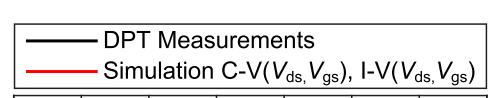 DPT Measurements
Simulation C-V(Vds,Vgs), I-V(Vds,Vgs)